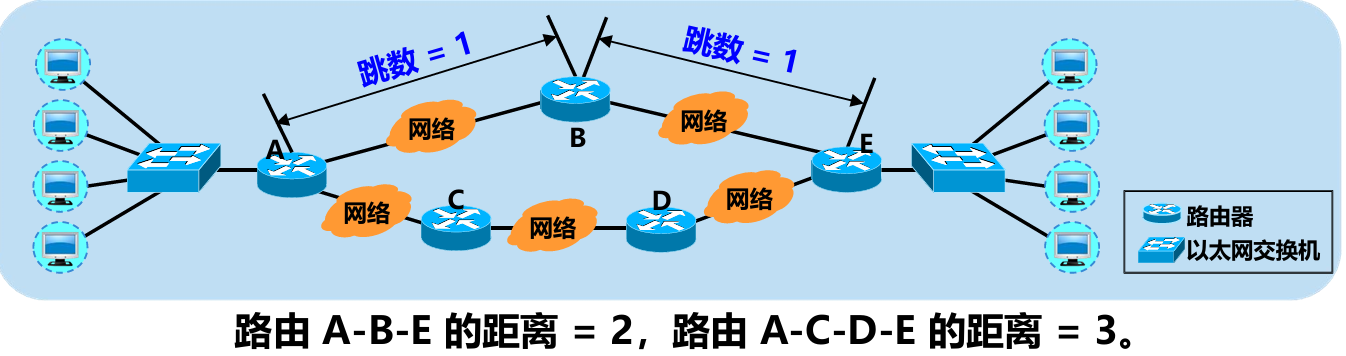 跳数 = 1
跳数 = 1
网络
网络
A
B
E
网络
C
网络
D
网络
路由器
以太网交换机
路由 A-B-E 的距离 = 2，路由 A-C-D-E 的距离 = 3。